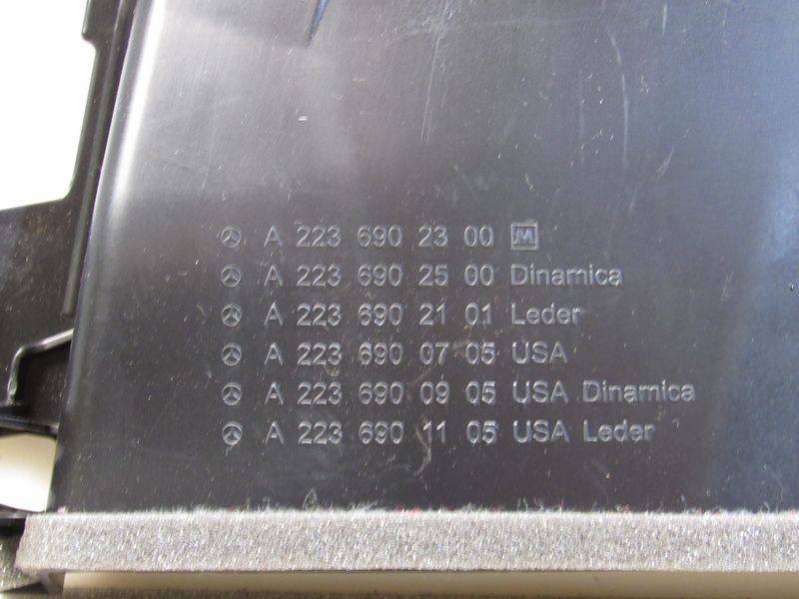 A 223 690 23 00 M
A 223 690 25 00 Dinamica
A 223 690 21 01 Leder
A 223 690 07 05 USA
A 223 690 09 05 USA Dinamica
A 223 690 11 05 USA Leder